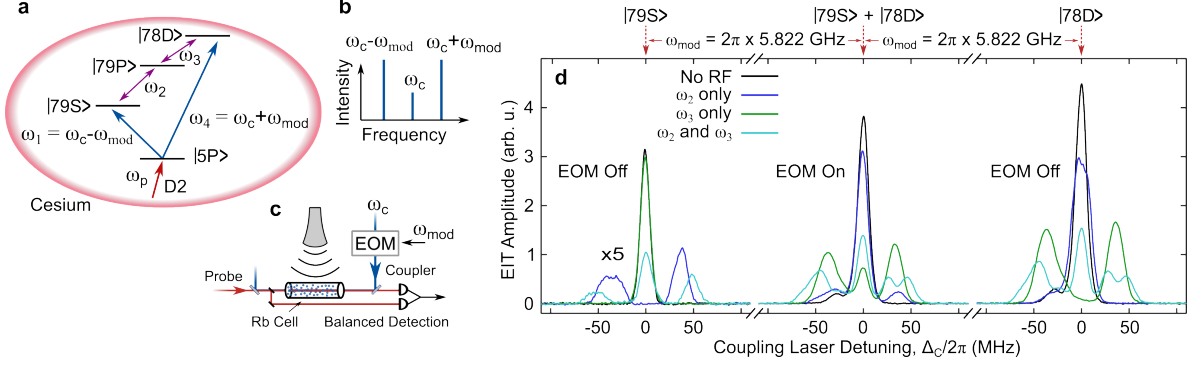 a
|78D⟩
|79P⟩
ω3
ω2
|79S⟩
ω1 = ωc-ωmod
ω4 = ωc+ωmod
|5P⟩
ωp
D2
Cesium
b
ωc-ωmod
ωc+ωmod
ωc
Intensity
Frequency
c
ωc
EOM
ωmod
Probe
Coupler
Rb Cell
Balanced Detection
|79S⟩
|79S⟩ + |78D⟩
|78D⟩
ωmod = 2π x 5.822 GHz
ωmod = 2π x 5.822 GHz
d
No RF
ω2 only
ω3 only
ω2 and ω3
EOM Off
EOM On
EOM Off
x5
EIT Amplitude (arb. u.)
4
3
2
1
0
-50 0 50 -50 0 50 -50 0 50
Coupling Laser Detuning, ΔC/2π (MHz)